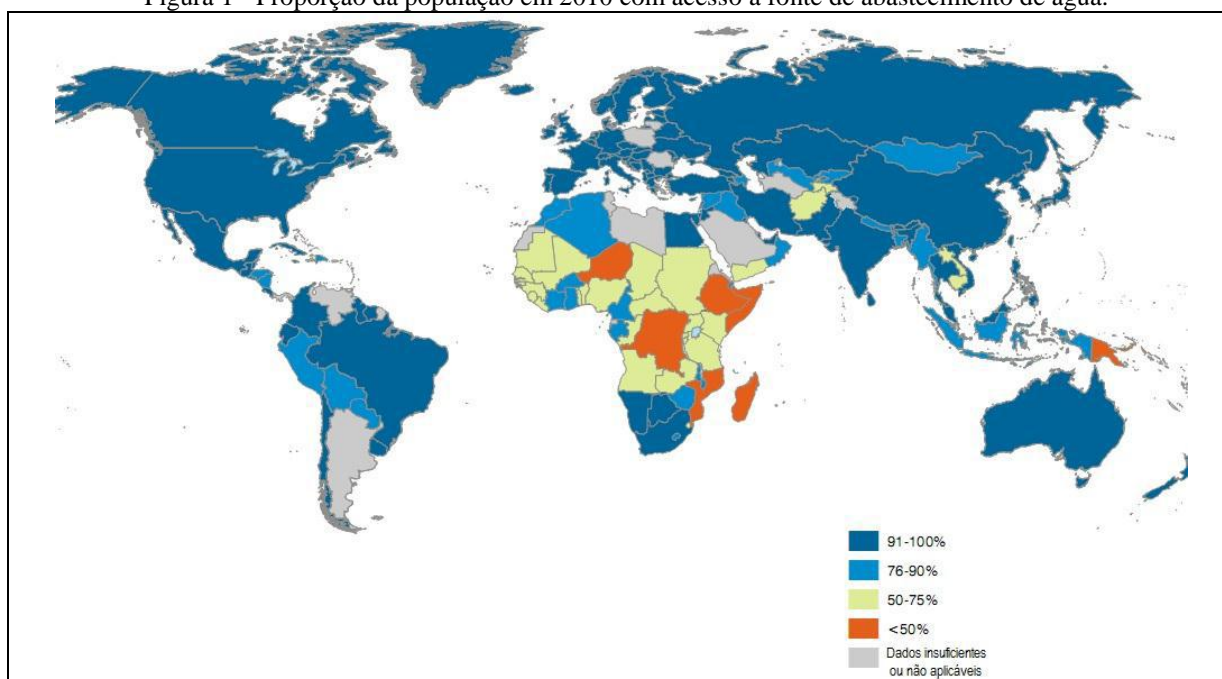 Figura 1 - Proporção da população em 2010 com acesso a fonte de abastecimento de água.
91-100%
76-90%
50-75%
<50%
Dados insuficientes
ou não aplicáveis